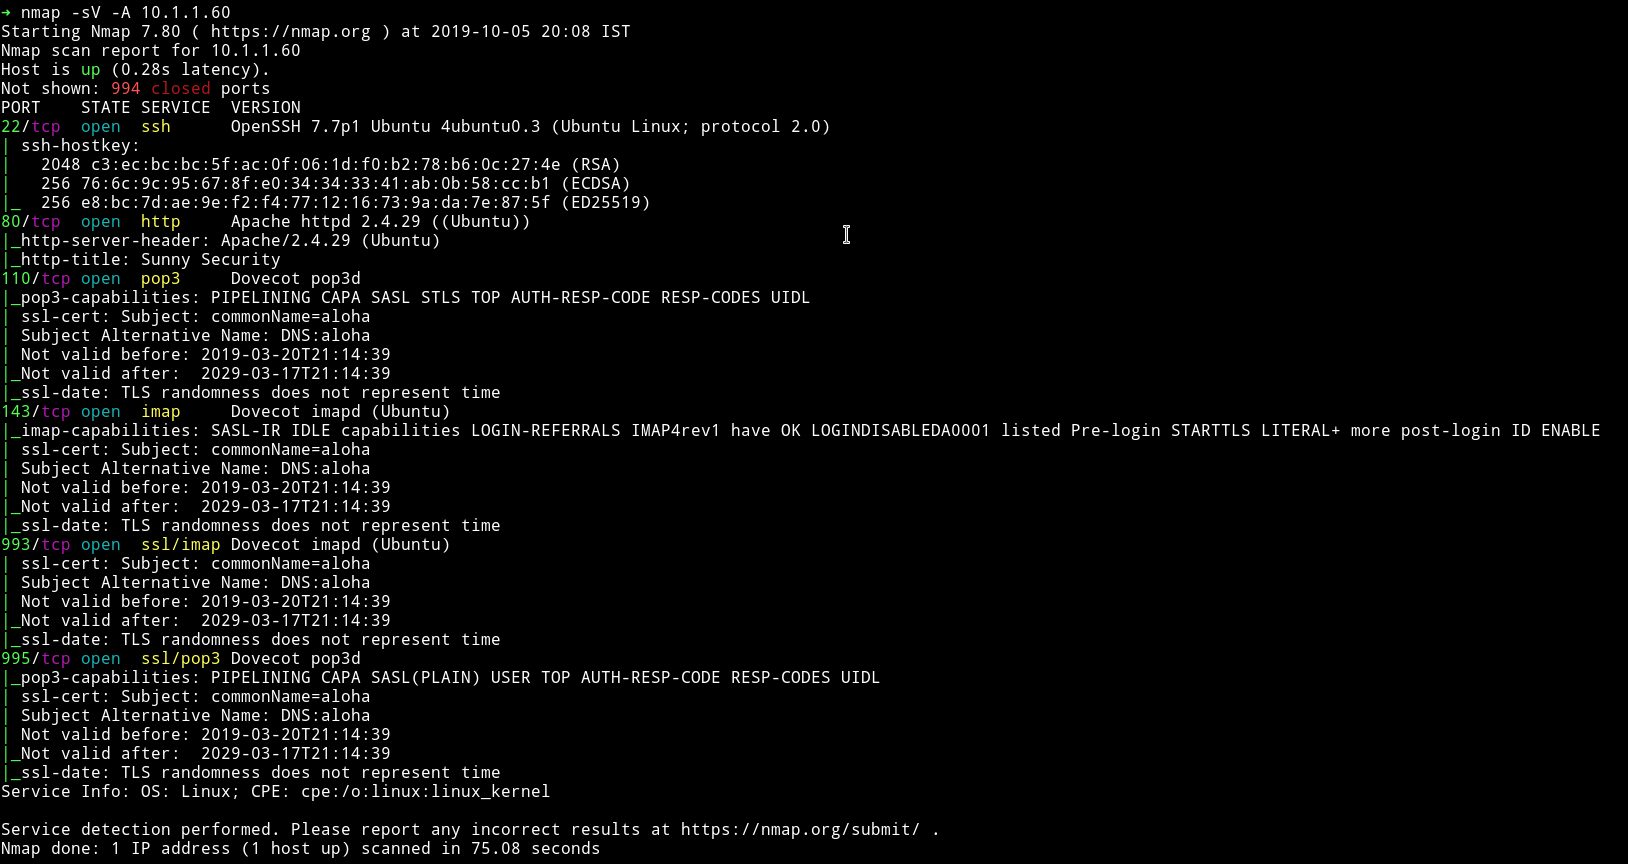 ➜ nmap -sV -A 10.1.1.60
Starting Nmap 7.80 ( https://nmap.org ) at 2019-10-05 20:08 IST
Nmap scan report for 10.1.1.60
Host is up (0.28s latency).
Not shown: 994 closed ports
PORT    STATE SERVICE  VERSION
22/tcp  open  ssh      OpenSSH 7.7p1 Ubuntu 4ubuntu0.3 (Ubuntu Linux; protocol 2.0)
| ssh-hostkey:
|   2048 c3:ec:bc:bc:5f:ac:0f:06:1d:f0:b2:78:b6:0c:27:4e (RSA)
|   256 76:6c:9c:95:67:8f:e0:34:34:33:41:ab:0b:58:cc:b1 (ECDSA)
|_  256 e8:bc:7d:ae:9e:f2:f4:77:12:16:73:9a:da:7e:87:5f (ED25519)
80/tcp  open  http     Apache httpd 2.4.29 ((Ubuntu))
|_http-server-header: Apache/2.4.29 (Ubuntu)
|_http-title: Sunny Security
110/tcp open  pop3     Dovecot pop3d
|_pop3-capabilities: PIPELINING CAPA SASL STLS TOP AUTH-RESP-CODE RESP-CODES UIDL
| ssl-cert: Subject: commonName=aloha
| Subject Alternative Name: DNS:aloha
| Not valid before: 2019-03-20T21:14:39
|_Not valid after:  2029-03-17T21:14:39
|_ssl-date: TLS randomness does not represent time
143/tcp open  imap     Dovecot imapd (Ubuntu)
|_imap-capabilities: SASL-IR IDLE capabilities LOGIN-REFERRALS IMAP4rev1 have OK LOGINDISABLEDA0001 listed Pre-login STARTTLS LITERAL+ more post-login ID ENABLE
| ssl-cert: Subject: commonName=aloha
| Subject Alternative Name: DNS:aloha
| Not valid before: 2019-03-20T21:14:39
|_Not valid after:  2029-03-17T21:14:39
|_ssl-date: TLS randomness does not represent time
993/tcp open  ssl/imap Dovecot imapd (Ubuntu)
| ssl-cert: Subject: commonName=aloha
| Subject Alternative Name: DNS:aloha
| Not valid before: 2019-03-20T21:14:39
|_Not valid after:  2029-03-17T21:14:39
|_ssl-date: TLS randomness does not represent time
995/tcp open  ssl/pop3 Dovecot pop3d
|_pop3-capabilities: PIPELINING CAPA SASL(PLAIN) USER TOP AUTH-RESP-CODE RESP-CODES UIDL
| ssl-cert: Subject: commonName=aloha
| Subject Alternative Name: DNS:aloha
| Not valid before: 2019-03-20T21:14:39
|_Not valid after:  2029-03-17T21:14:39
|_ssl-date: TLS randomness does not represent time
Service Info: OS: Linux; CPE: cpe:/o:linux:linux_kernel

Service detection performed. Please report any incorrect results at https://nmap.org/submit/ .
Nmap done: 1 IP address (1 host up) scanned in 75.08 seconds